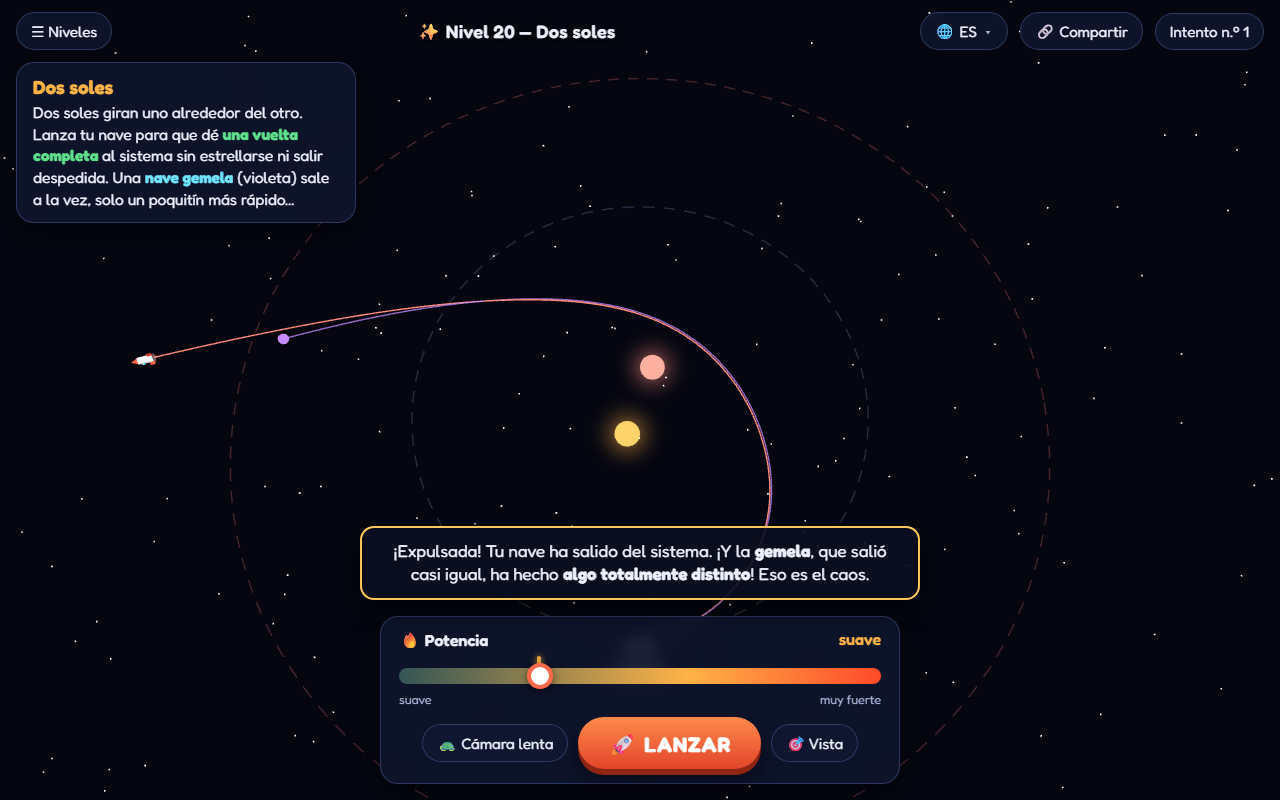 ☰ Niveles
✨ Nivel 20 — Dos soles
🌐 ES
🔗 Compartir
Intento n.º 1
Dos soles
Dos soles giran uno alrededor del otro.
Lanza tu nave para que dé una vuelta
completa al sistema sin estrellarse ni salir
despedida. Una nave gemela (violeta) sale
a la vez, solo un poquitín más rápido...
¡Expulsada! Tu nave ha salido del sistema. ¡Y la gemela, que salió
casi igual, ha hecho algo totalmente distinto! Eso es el caos.
🔥 Potencia
suave
suave
muy fuerte
🐢 Cámara lenta
🚀 LANZAR
🎯 Vista